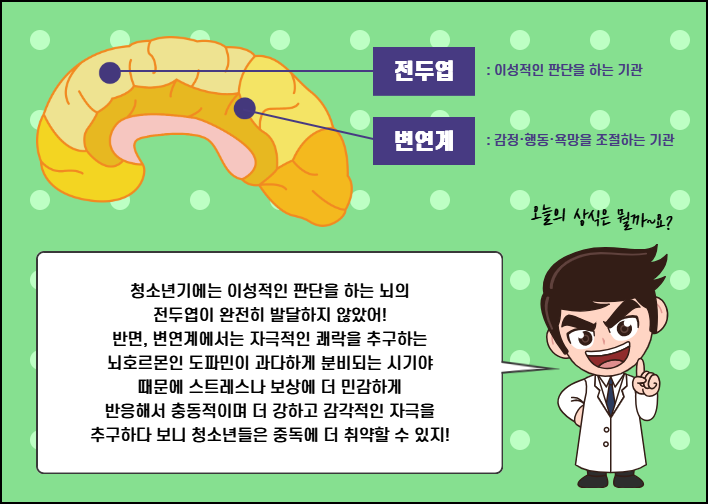 전두엽 : 이성적인 판단을 하는 기관
변연계 : 감정·행동·욕망을 조절하는 기관
오늘의 상식은 뭘까~요?
청소년기에는 이성적인 판단을 하는 뇌의
전두엽이 완전히 발달하지 않았어!
반면, 변연계에서는 자극적인 쾌락을 추구하는
뇌호르몬인 도파민이 과다하게 분비되는 시기야
때문에 스트레스나 보상에 더 민감하게
반응해서 충동적이며 더 강하고 감각적인 자극을
추구하다 보니 청소년들은 중독에 더 취약할 수 있지!